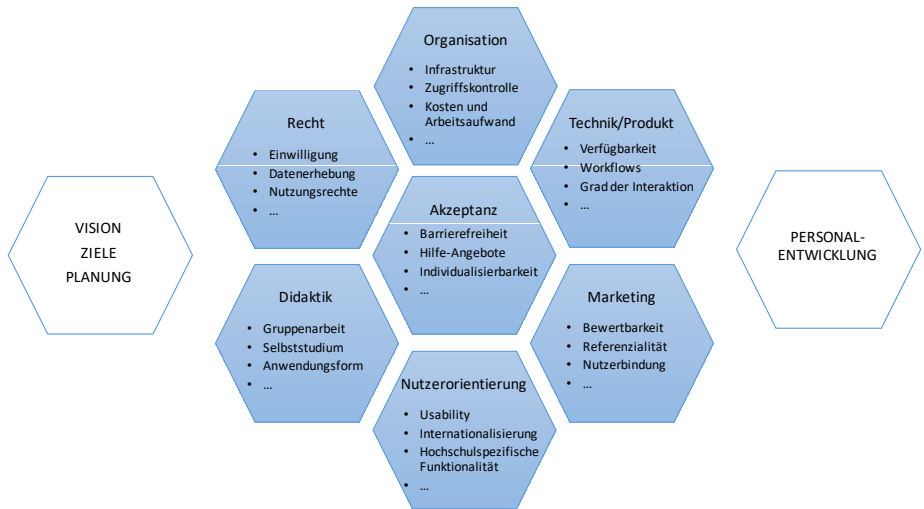 Organisation
• Infrastruktur
• Zugriffskontrolle
• Kosten und
Arbeitsaufwand
• ...
Recht
• Einwilligung
• Datenerhebung
• Nutzungsrechte
• ...
Technik/Produkt
• Verfügbarkeit
• Workflows
• Grad der Interaktion
• ...
VISION
ZIELE
PLANUNG
Akzeptanz
• Barrierefreiheit
• Hilfe-Angebote
• Individualisierbarkeit
• ...
PERSONAL-
ENTWICKLUNG
Didaktik
• Gruppenarbeit
• Selbststudium
• Anwendungsform
• ...
Marketing
• Bewertbarkeit
• Referenzialität
• Nutzerbindung
• ...
Nutzerorientierung
• Usability
• Internationalisierung
• Hochschulspezifische
Funktionalität
• ...